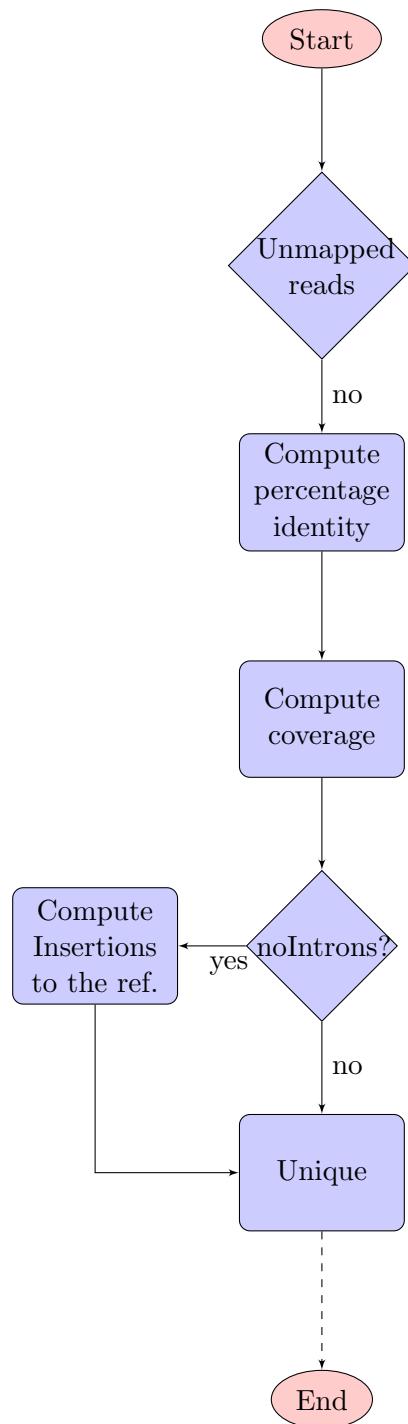 Start
Unmapped
reads
no
Compute
percentage
identity
Compute
coverage
noIntrons?
yes
Compute
Insertions
to the ref.
no
Unique
End